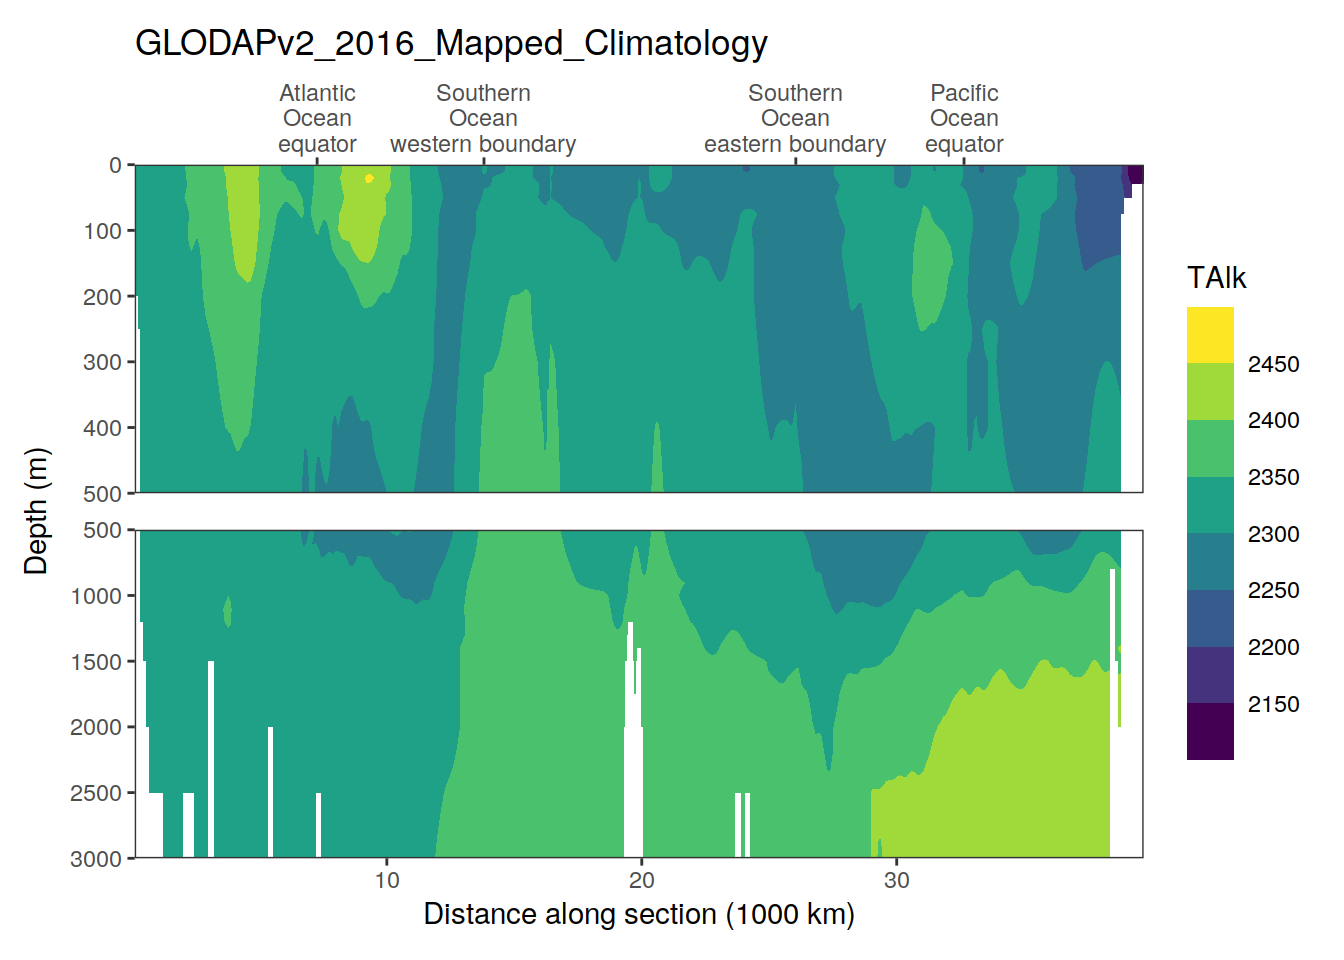 GLODAPv2_2016_Mapped_Climatology
Atlantic
Ocean
equator
Southern
Ocean
western boundary
Southern
Ocean
eastern boundary
Pacific
Ocean
equator
0
100
200
300
400
500
500
1000
1500
2000
2500
3000
Depth (m)
10
20
30
Distance along section (1000 km)
TAlk
2450
2400
2350
2300
2250
2200
2150